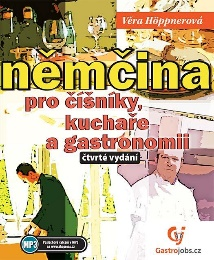 Věra Höppnerová
němčina
pro číšníky,
kuchaře
a gastronomii
čtvrté vydání
MP3
Gastrojobs.cz